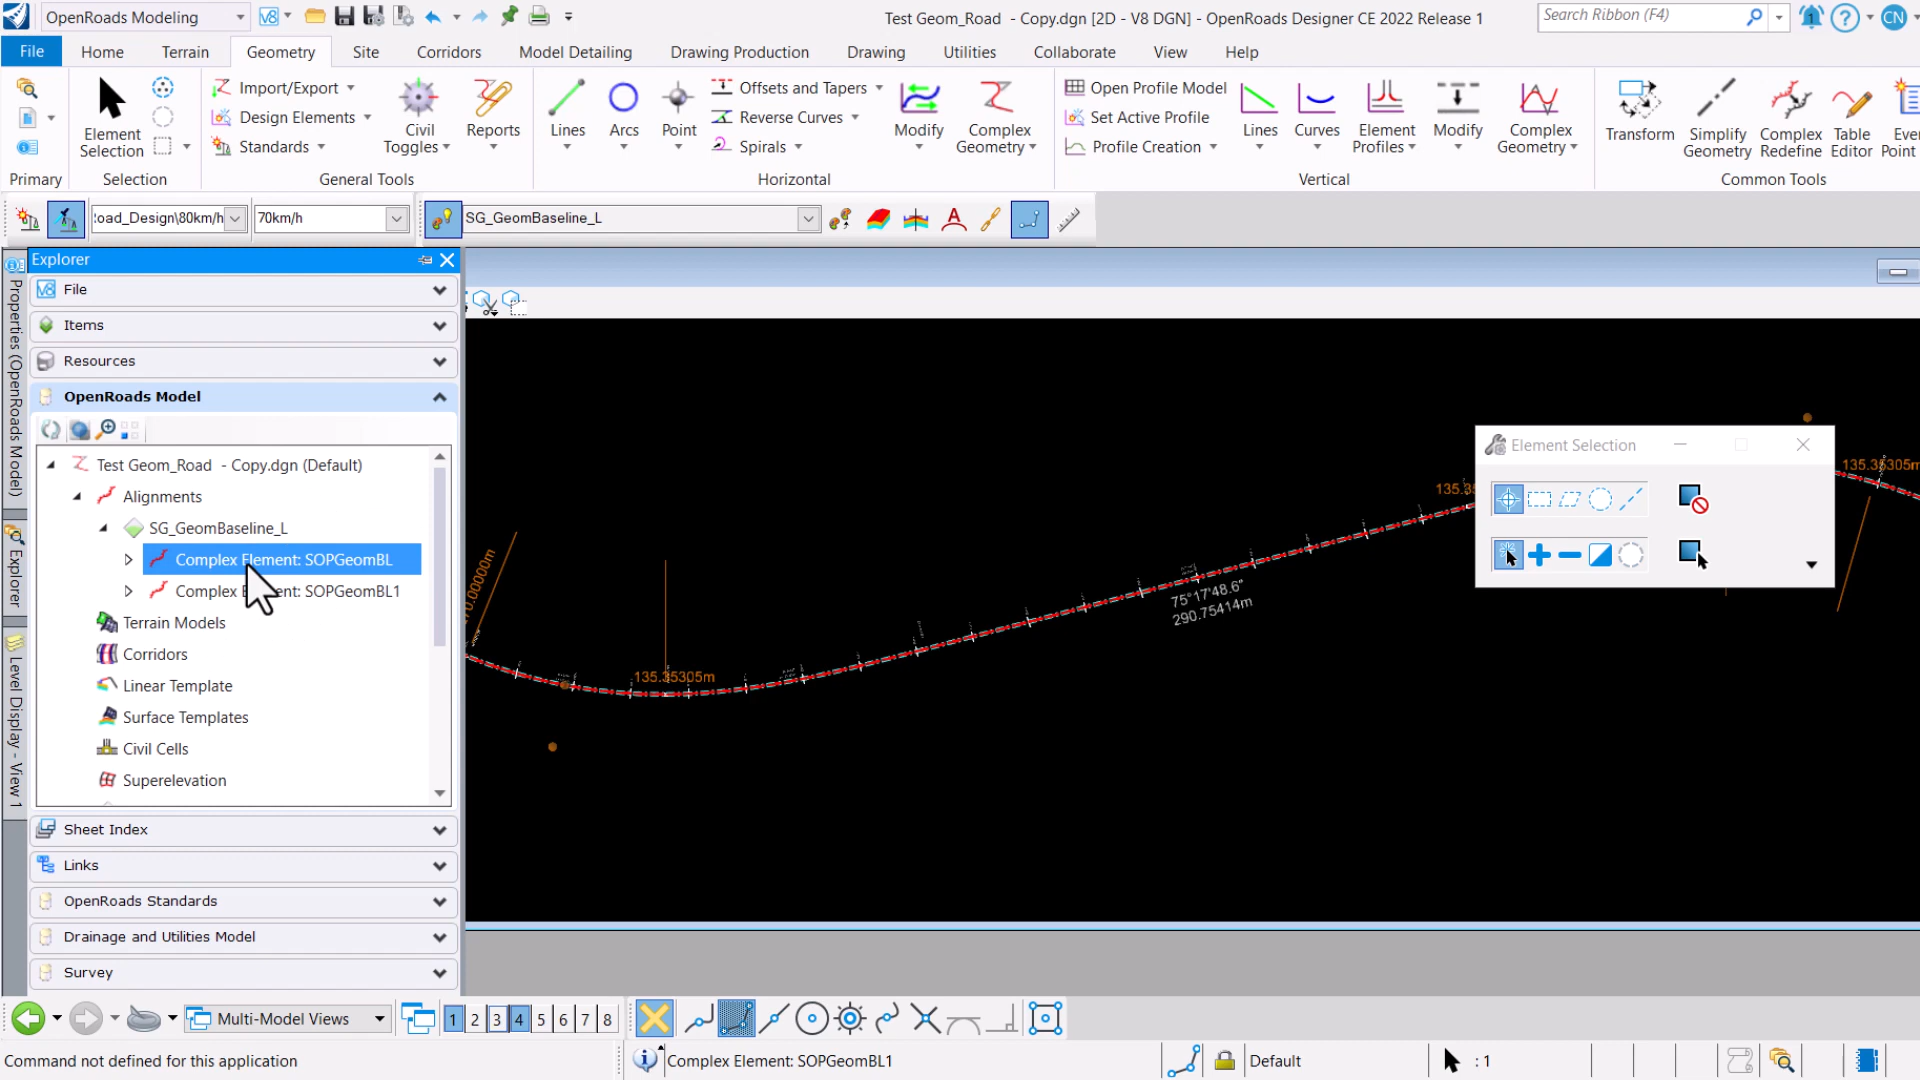 OpenRoads Modeling
Test Geom_Road - Copy.dgn [2D - V8 DGN] - OpenRoads Designer CE 2022 Release 1
Search Ribbon (F4)
CN
File
Home
Terrain
Geometry
Site
Corridors
Model Detailing
Drawing Production
Drawing
Utilities
Collaborate
View
Help
Element
Selection
Import/Export
Design Elements
Standards
Civil
Toggles
Reports
Lines
Arcs
Point
Offsets and Tapers
Reverse Curves
Spirals
Modify
Complex
Geometry
Open Profile Model
Set Active Profile
Profile Creation
Lines
Curves
Element
Profiles
Modify
Complex
Geometry
Transform
Simplify
Geometry
Complex
Redefine
Table
Editor
Even
Point
Primary
Selection
General Tools
Horizontal
Vertical
Common Tools
oad_Design\80km/h
70km/h
SG_GeomBaseline_L
Explorer
File
Items
Resources
OpenRoads Model
Test Geom_Road - Copy.dgn (Default)
Alignments
SG_GeomBaseline_L
Complex Element: SOPGeomBL
Complex E ent: SOPGeomBL1
Terrain Models
Corridors
Linear Template
Surface Templates
Civil Cells
Superelevation
Sheet Index
Links
OpenRoads Standards
Drainage and Utilities Model
Survey
Properties (OpenRoads Model)
Explorer
Level Display - View 1
0.0000m
135.35305m
75°17'48.6"
290.75414m
135.35
135.35305m
Element Selection
Multi-Model Views
1 2 3 4 5 6 7 8
Command not defined for this application
Complex Element: SOPGeomBL1
Default
: 1